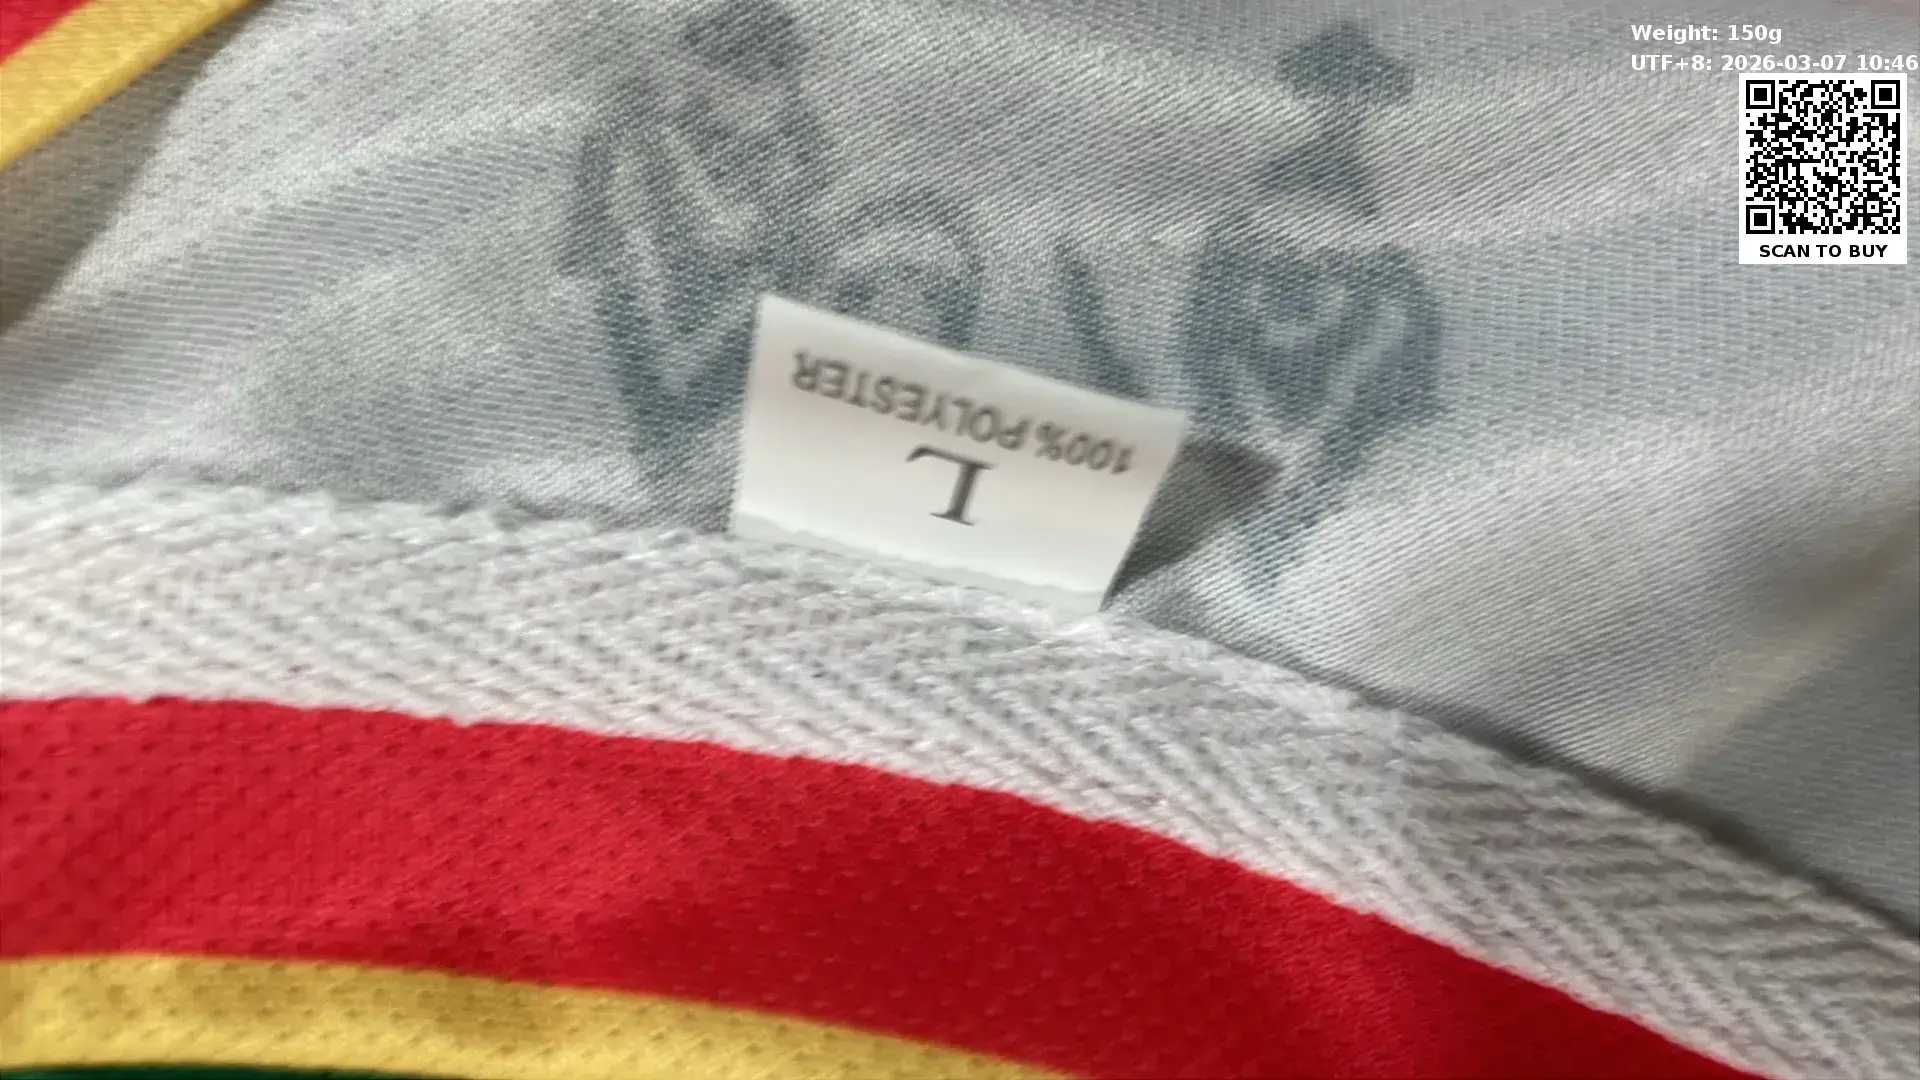 Weight: 150g
UTF+8: 2026-03-07 10:46
SCAN TO BUY
L
100% POLYESTER